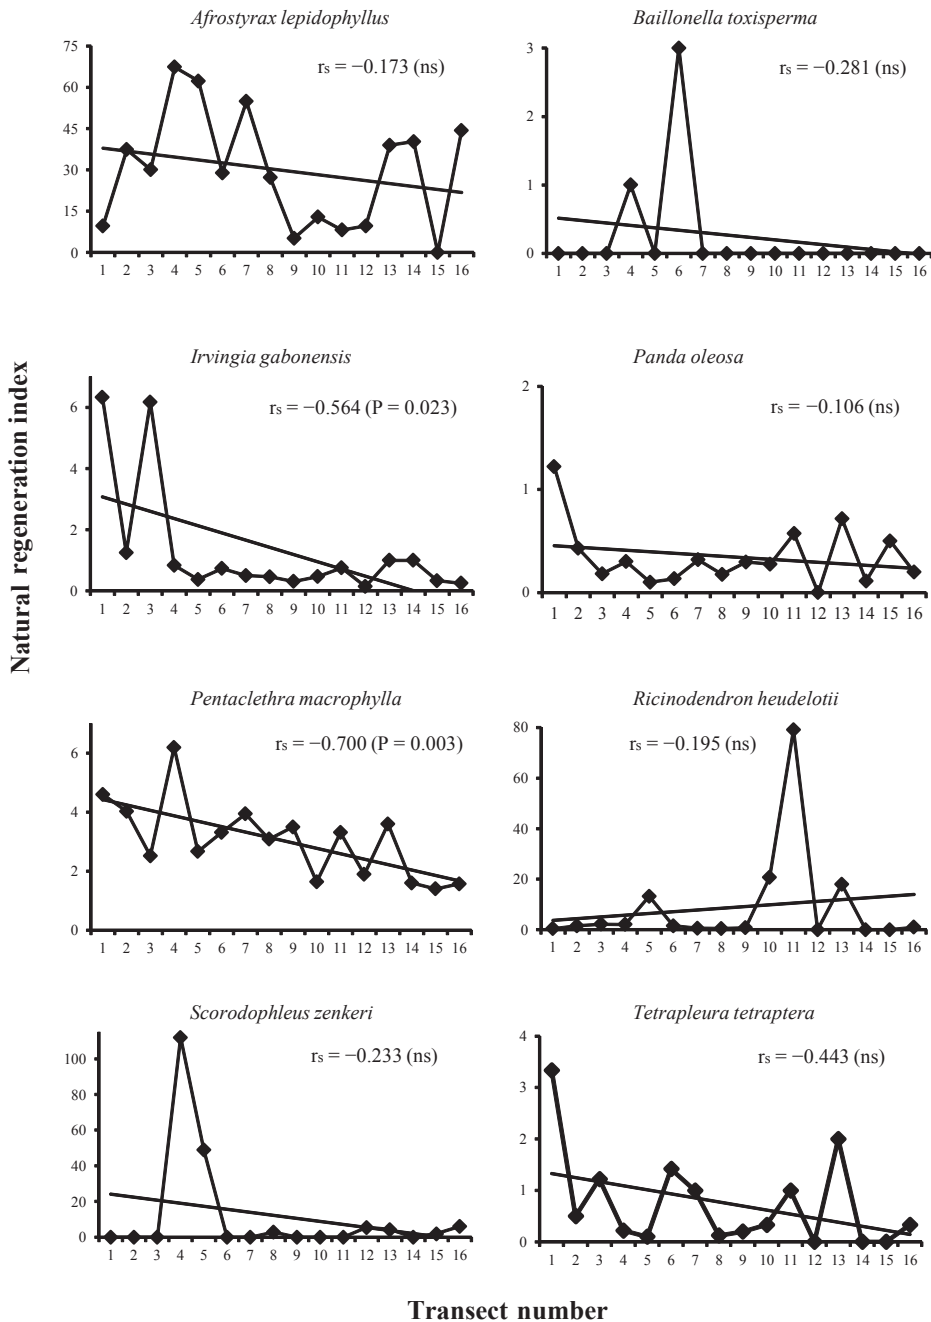 Afrostyrax lepidophyllus
rs = −0.173 (ns)
75
60
45
30
15
0
1 2 3 4 5 6 7 8 9 10 11 12 13 14 15 16
Baillonella toxisperma
rs = −0.281 (ns)
3
2
1
0
1 2 3 4 5 6 7 8 9 10 11 12 13 14 15 16
Natural regeneration index
Irvingia gabonensis
rs = −0.564 (P = 0.023)
6
4
2
0
1 2 3 4 5 6 7 8 9 10 11 12 13 14 15 16
Panda oleosa
rs = −0.106 (ns)
2
1
0
1 2 3 4 5 6 7 8 9 10 11 12 13 14 15 16
Pentaclethra macrophylla
rs = −0.700 (P = 0.003)
6
4
2
0
1 2 3 4 5 6 7 8 9 10 11 12 13 14 15 16
Ricinodendron heudelotii
rs = −0.195 (ns)
80
60
40
20
0
1 2 3 4 5 6 7 8 9 10 11 12 13 14 15 16
Scorodophleus zenkeri
rs = −0.233 (ns)
100
80
60
40
20
0
1 2 3 4 5 6 7 8 9 10 11 12 13 14 15 16
Tetrapleura tetraptera
rs = −0.443 (ns)
4
3
2
1
0
1 2 3 4 5 6 7 8 9 10 11 12 13 14 15 16
Transect number